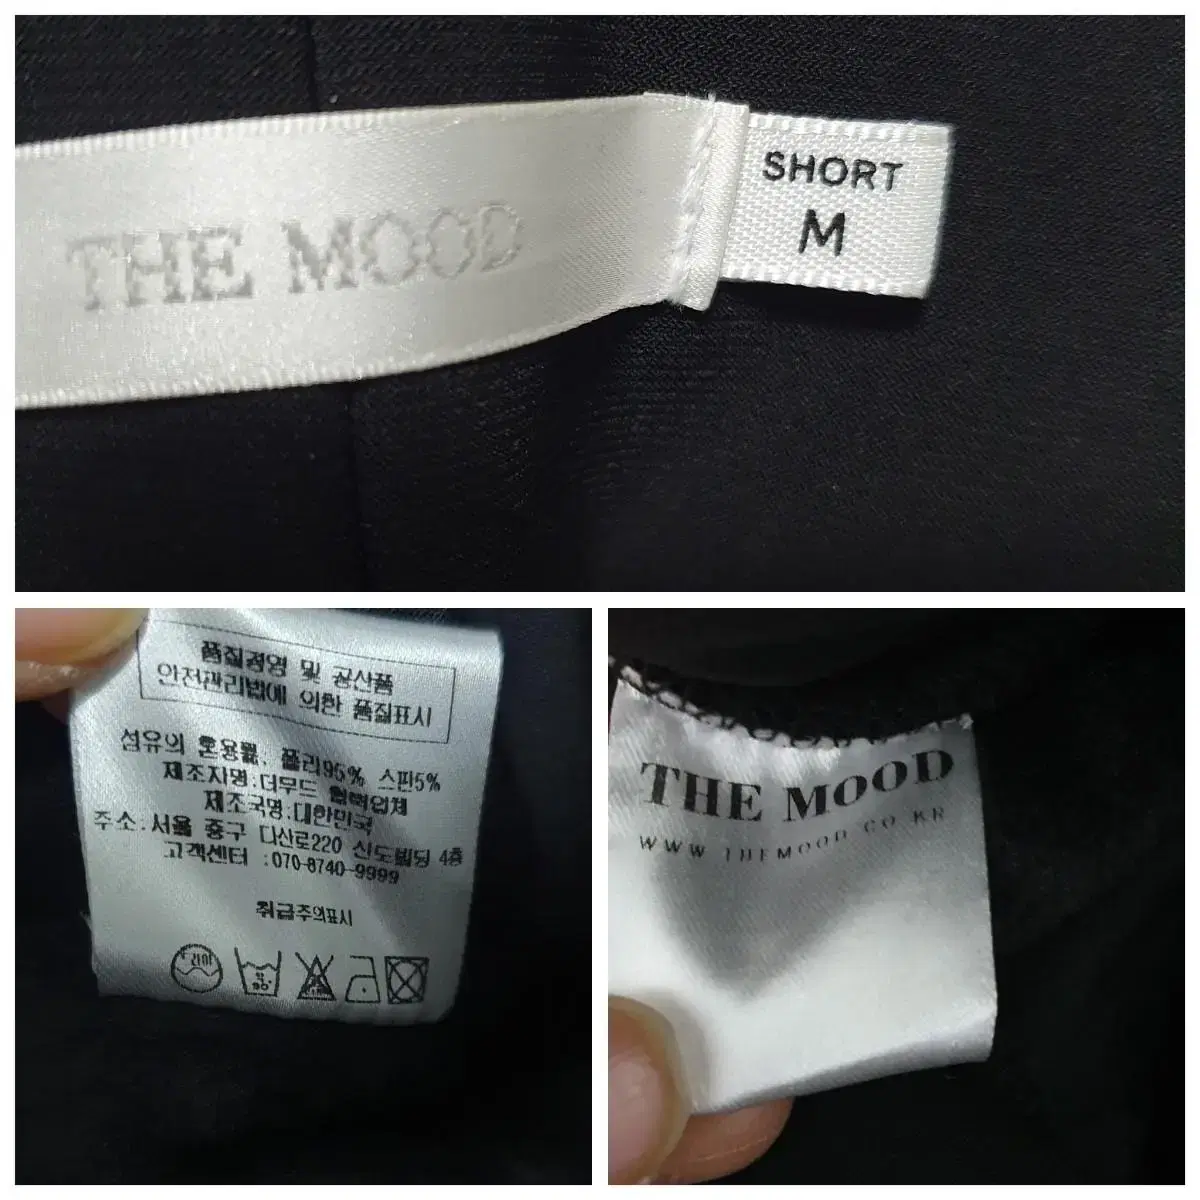 THE MOOD
SHORT
M
품질경영 및 공산품
안전관리법에 의한 품질표시
섬유의 혼용률, 폴리95% 스판5%
제조자명:더무드 협력업체
제조국명:대한민국
주소:서울 중구 다산로220 신도빌딩 4층
고객센터 :070-8740-9999
취급주의표시
THE MOOD
WWW.THEMOOD.CO.KR